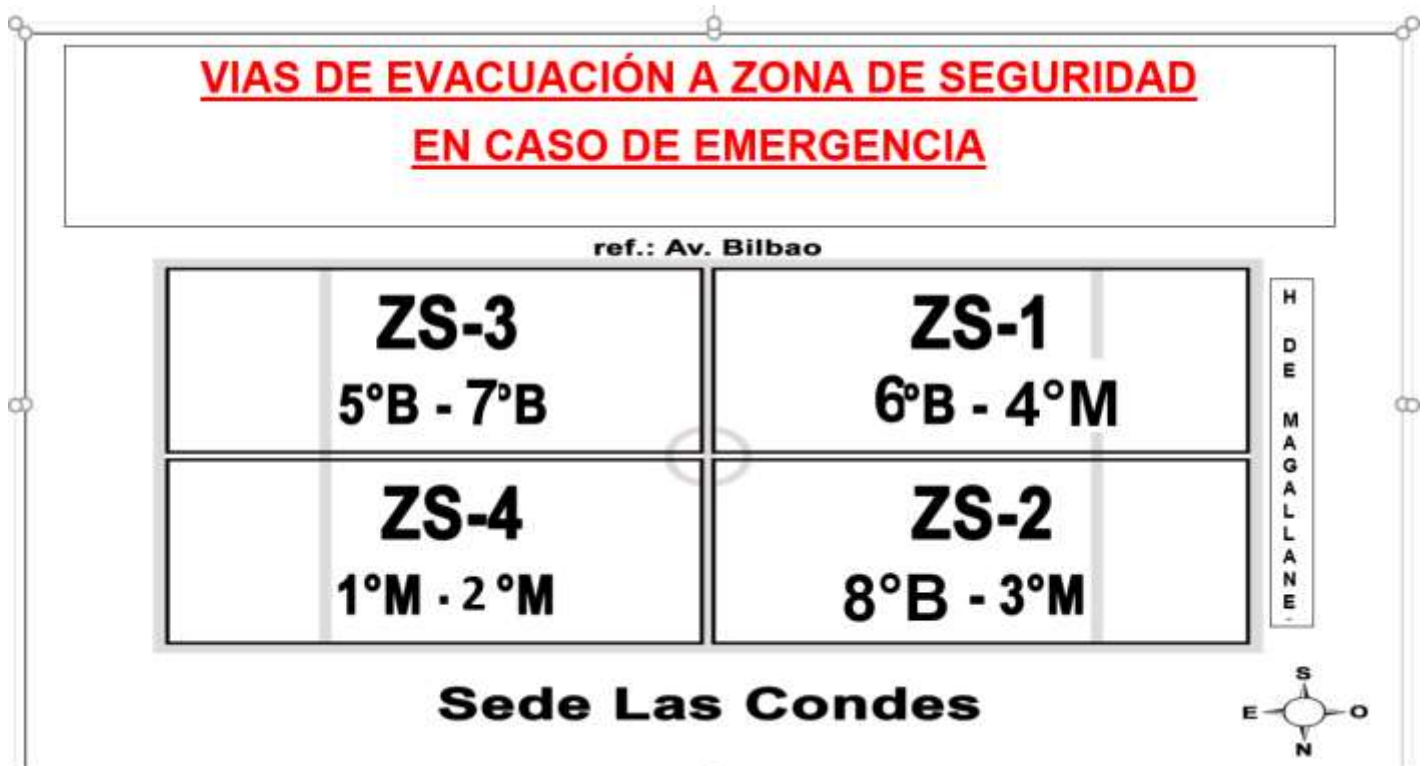 VIAS DE EVACUACIÓN A ZONA DE SEGURIDAD
EN CASO DE EMERGENCIA
ref.: Av. Bilbao
ZS-3
5°B - 7°B
ZS-1
6°B - 4°M
ZS-4
1°M - 2 °M
ZS-2
8°B - 3°M
H DE MAGALLANE
Sede Las Condes
S
E O
N